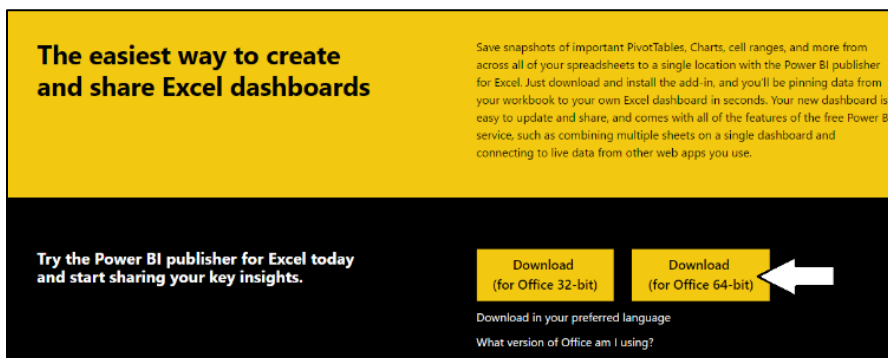 The easiest way to create
and share Excel dashboards
Save snapshots of important PivotTables, Charts, cell ranges, and more from
across all of your spreadsheets to a single location with the Power BI publisher
for Excel. Just download and install the add-in, and you'll be pinning data from
your workbook to your own Excel dashboard in seconds. Your new dashboard is
easy to update and share, and comes with all of the features of the free Power B
service, such as combining multiple sheets on a single dashboard and
connecting to live data from other web apps you use.
Try the Power BI publisher for Excel today
and start sharing your key insights.
Download
(for Office 32-bit)
Download
(for Office 64-bit)
Download in your preferred language
What version of Office am I using?